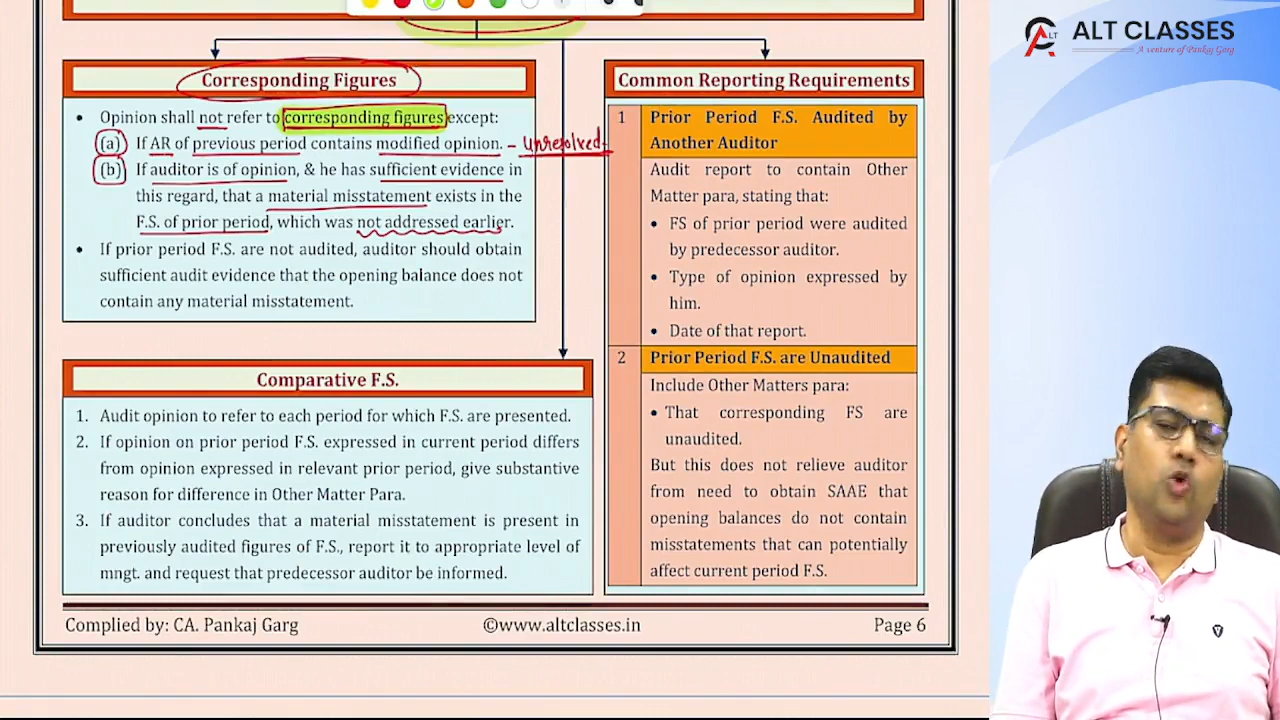 ALT CLASSES
A venture of Pankaj Garg
Corresponding Figures
• Opinion shall not refer to corresponding figures except:
(a) If AR of previous period contains modified opinion. - unresolved.
(b) If auditor is of opinion, & he has sufficient evidence in
this regard, that a material misstatement exists in the
F.S. of prior period, which was not addressed earlier.
• If prior period F.S. are not audited, auditor should obtain
sufficient audit evidence that the opening balance does not
contain any material misstatement.
Comparative F.S.
1. Audit opinion to refer to each period for which F.S. are presented.
2. If opinion on prior period F.S. expressed in current period differs
from opinion expressed in relevant prior period, give substantive
reason for difference in Other Matter Para.
3. If auditor concludes that a material misstatement is present in
previously audited figures of F.S., report it to appropriate level of
mngt. and request that predecessor auditor be informed.
Common Reporting Requirements
1 Prior Period F.S. Audited by
Another Auditor
Audit report to contain Other
Matter para, stating that:
• FS of prior period were audited
by predecessor auditor.
• Type of opinion expressed by
him.
• Date of that report.
2 Prior Period F.S. are Unaudited
Include Other Matters para:
• That corresponding FS are
unaudited.
But this does not relieve auditor
from need to obtain SAAE that
opening balances do not contain
misstatements that can potentially
affect current period F.S.
Complied by: CA. Pankaj Garg
©www.altclasses.in
Page 6